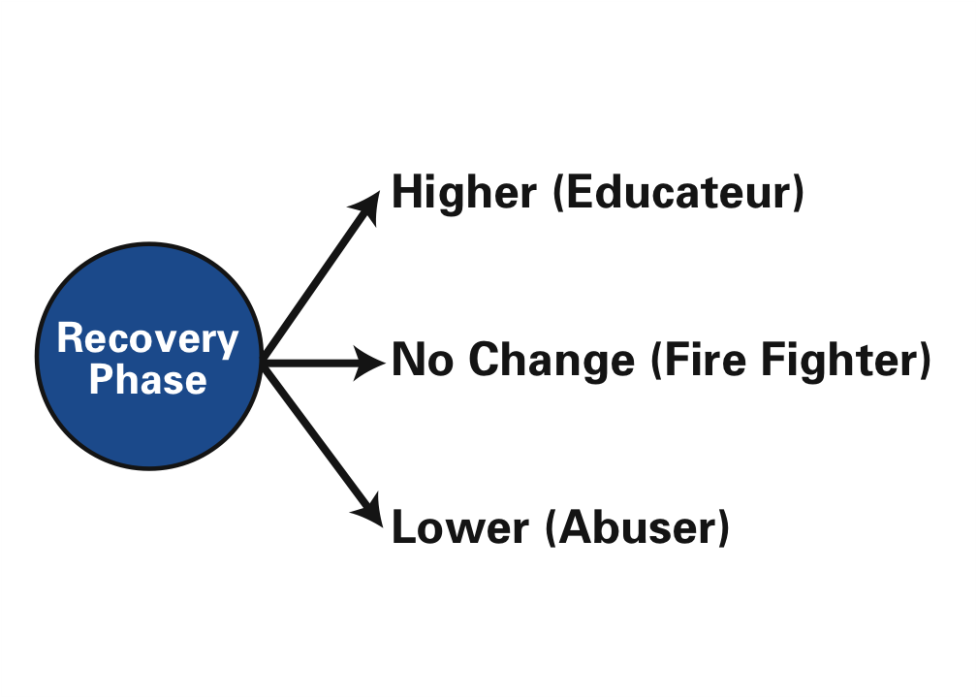 Higher (Educateur)
Recovery
Phase
No Change (Fire Fighter)
Lower (Abuser)